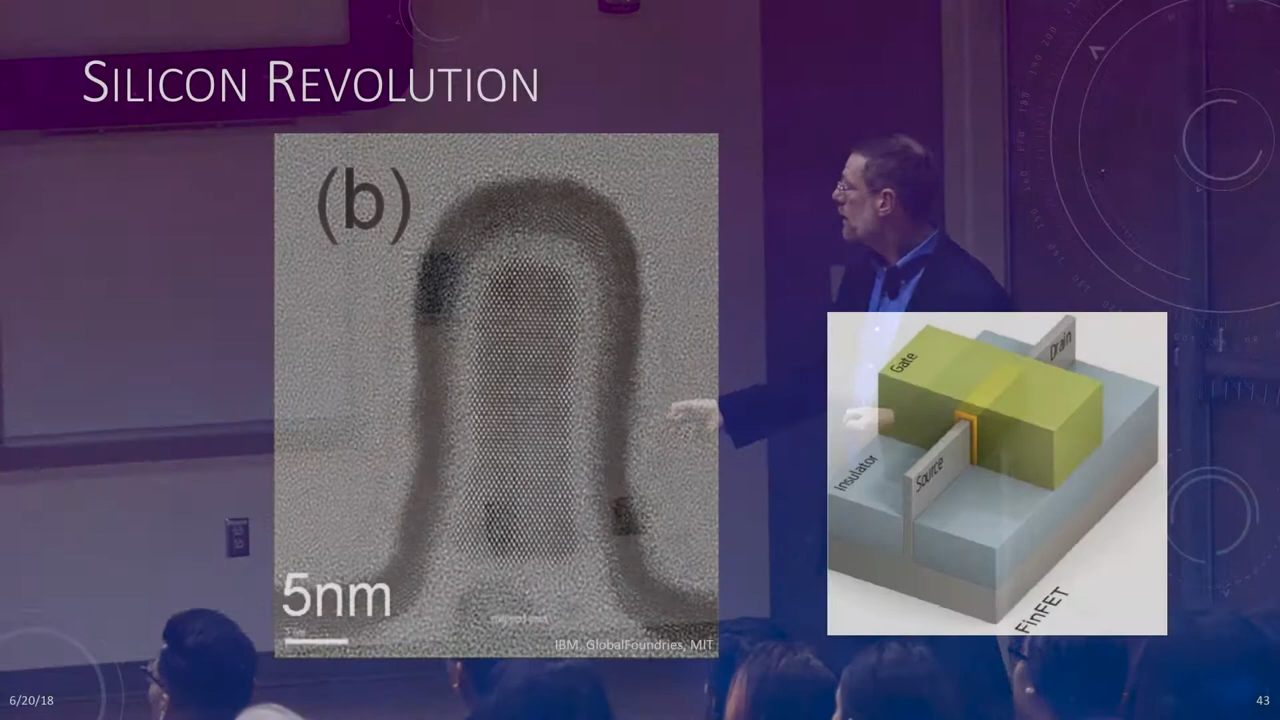 SILICON REVOLUTION
(b)
5nm
IBM, GlobalFoundries, MIT
Gate
Drain
Insulator
Source
FinFET
6/20/18
43